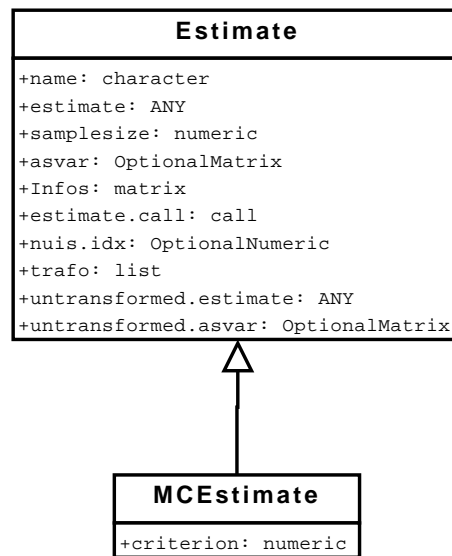 Estimate
+name: character
+estimate: ANY
+samplesize: numeric
+asvar: OptionalMatrix
+Infos: matrix
+estimate.call: call
+nuis.idx: OptionalNumeric
+trafo: list
+untransformed.estimate: ANY
+untransformed.asvar: OptionalMatrix
MCEstimate
+criterion: numeric